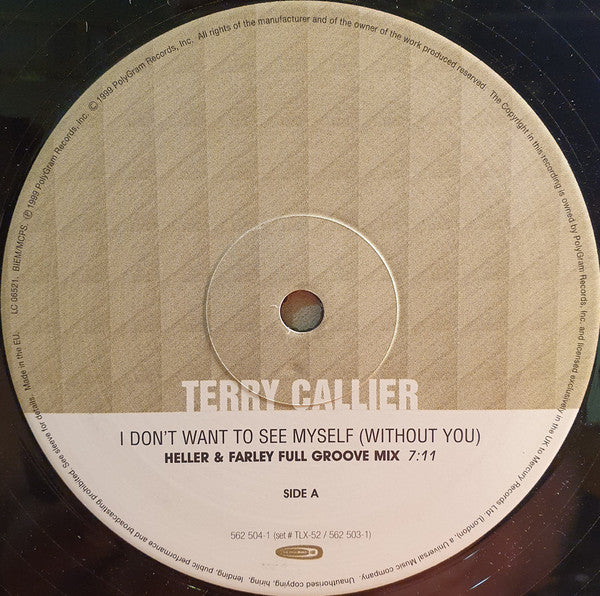 TERRY CALLIER
I DON'T WANT TO SEE MYSELF (WITHOUT YOU)
HELLER & FARLEY FULL GROOVE MIX 7:11
SIDE A
562 504-1 (set # TLX-52 / 562 503-1)
℗ 1999 PolyGram Records, Inc. © 1999 PolyGram Records, Inc. All rights of the manufacturer and of the owner of the work produced reserved. The Copyright in this recording is owned by PolyGram Records, Inc. and licensed exclusively in the UK to Mercury Records Ltd (London), a Universal Music company. Unauthorised copying, hiring, lending, public performance and broadcasting prohibited. See sleeve for details. Made in the EU. LC 06521. BIEM/MCPS.